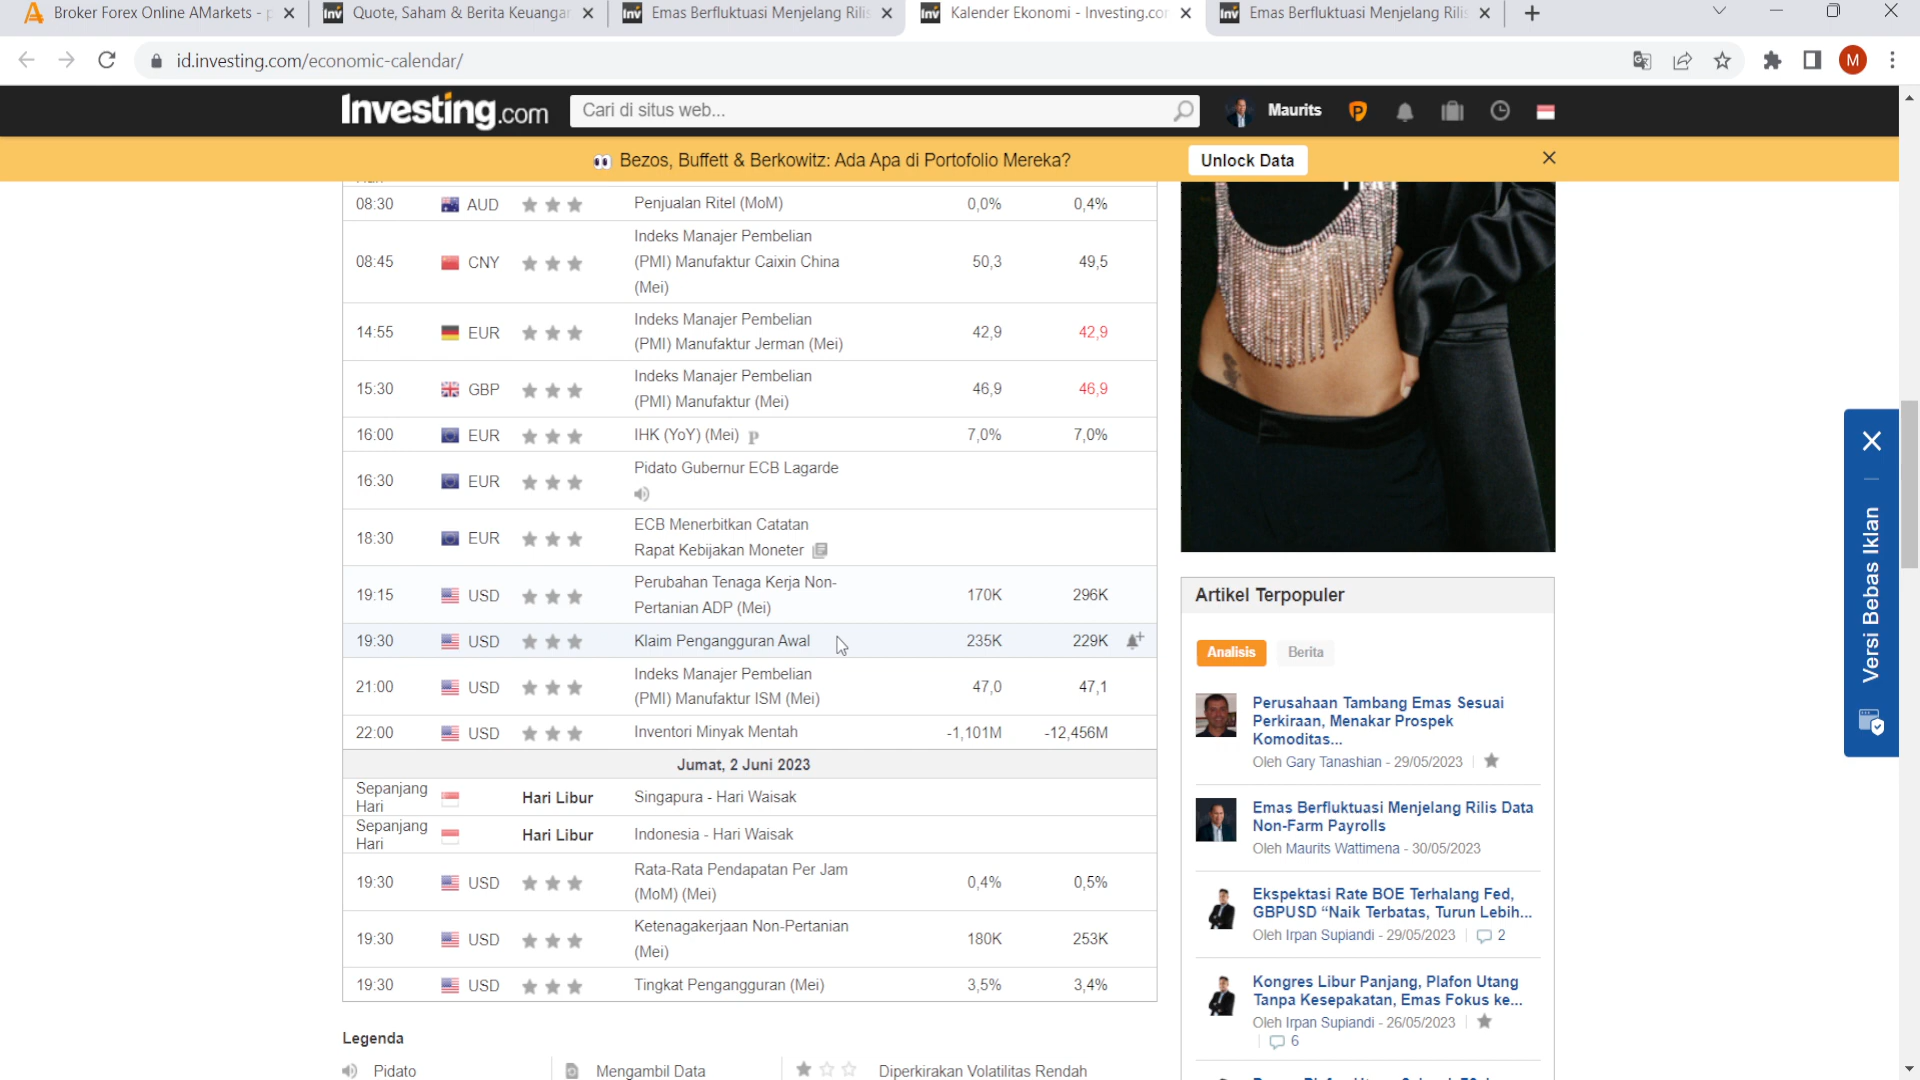 Broker Forex Online AMarkets - p
Quote, Saham & Berita Keuangan
Emas Berfluktuasi Menjelang Rilis
Kalender Ekonomi - Investing.com
Emas Berfluktuasi Menjelang Rilis
id.investing.com/economic-calendar/
M
Investing.com
Cari di situs web...
Maurits
P
👀 Bezos, Buffett & Berkowitz: Ada Apa di Portofolio Mereka?
Unlock Data
08:30 AUD Penjualan Ritel (MoM) 0,0% 0,4%
Indeks Manajer Pembelian
08:45 CNY (PMI) Manufaktur Caixin China 50,3 49,5
(Mei)
Indeks Manajer Pembelian
14:55 EUR 42,9 42,9
(PMI) Manufaktur Jerman (Mei)
Indeks Manajer Pembelian
15:30 GBP 46,9 46,9
(PMI) Manufaktur (Mei)
16:00 EUR IHK (YoY) (Mei) P 7,0% 7,0%
Pidato Gubernur ECB Lagarde
16:30 EUR
ECB Menerbitkan Catatan
18:30 EUR
Rapat Kebijakan Moneter
Perubahan Tenaga Kerja Non-
19:15 USD 170K 296K
Pertanian ADP (Mei)
19:30 USD Klaim Pengangguran Awal 235K 229K
Indeks Manajer Pembelian
21:00 USD 47,0 47,1
(PMI) Manufaktur ISM (Mei)
22:00 USD Inventori Minyak Mentah -1,101M -12,456M
Jumat, 2 Juni 2023
Sepanjang
Hari Hari Libur Singapura - Hari Waisak
Sepanjang
Hari Hari Libur Indonesia - Hari Waisak
Rata-Rata Pendapatan Per Jam
19:30 USD 0,4% 0,5%
(MoM) (Mei)
Ketenagakerjaan Non-Pertanian
19:30 USD 180K 253K
(Mei)
19:30 USD Tingkat Pengangguran (Mei) 3,5% 3,4%
Legenda
Pidato
Mengambil Data
Diperkirakan Volatilitas Rendah
Artikel Terpopuler
Analisis
Berita
Perusahaan Tambang Emas Sesuai
Perkiraan, Menakar Prospek
Komoditas...
Oleh Gary Tanashian - 29/05/2023
Emas Berfluktuasi Menjelang Rilis Data
Non-Farm Payrolls
Oleh Maurits Wattimena - 30/05/2023
Ekspektasi Rate BOE Terhalang Fed,
GBPUSD “Naik Terbatas, Turun Lebih...
Oleh Irpan Supiandi - 29/05/2023 2
Kongres Libur Panjang, Plafon Utang
Tanpa Kesepakatan, Emas Fokus ke...
Oleh Irpan Supiandi - 26/05/2023
6
Versi Bebas Iklan